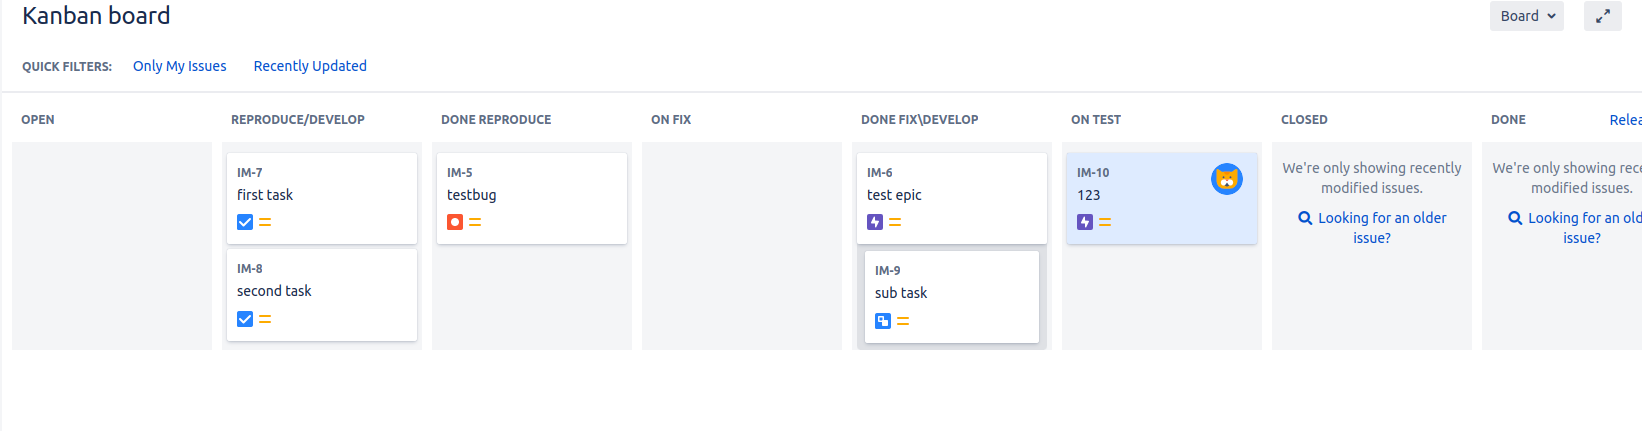 Kanban board
Board
QUICK FILTERS: Only My Issues Recently Updated
OPEN REPRODUCE/DEVELOP DONE REPRODUCE ON FIX DONE FIX\DEVELOP ON TEST CLOSED DONE Relea
IM-7
first task
IM-8
second task
IM-5
testbug
IM-6
test epic
IM-9
sub task
IM-10
123
We're only showing recently
modified issues.
Looking for an older
issue?
We're only showing rece
modified issues.
Looking for an old
issue?